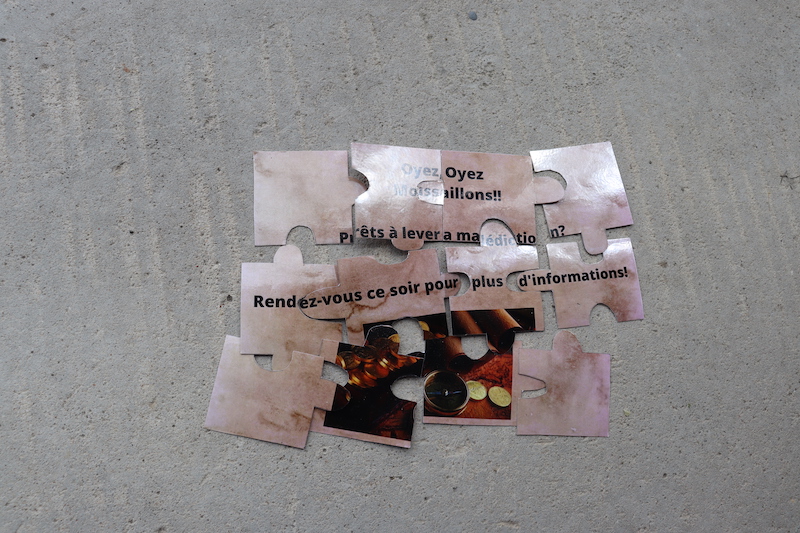 Oyez, Oyez
Moissaillons!!
Prêts à lever a malédiction?
Rendez-vous ce soir pour plus d'informations!